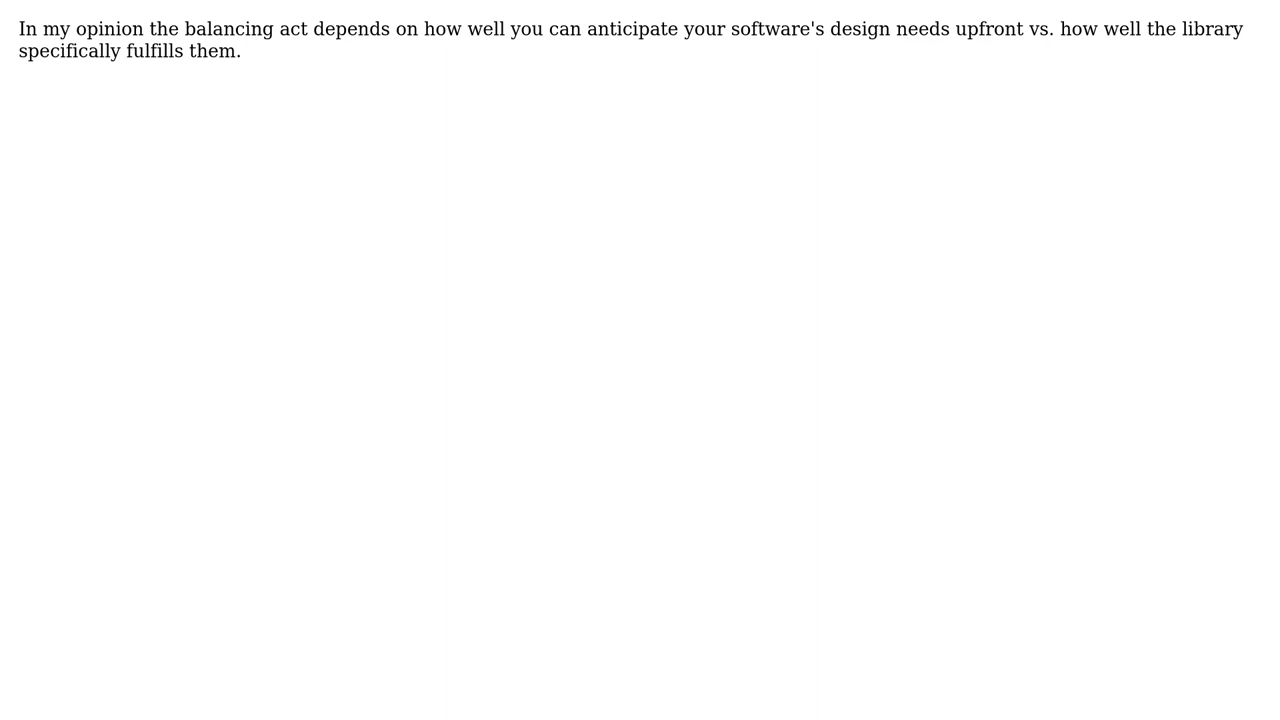 In my opinion the balancing act depends on how well you can anticipate your software's design needs upfront vs. how well the library
specifically fulfills them.